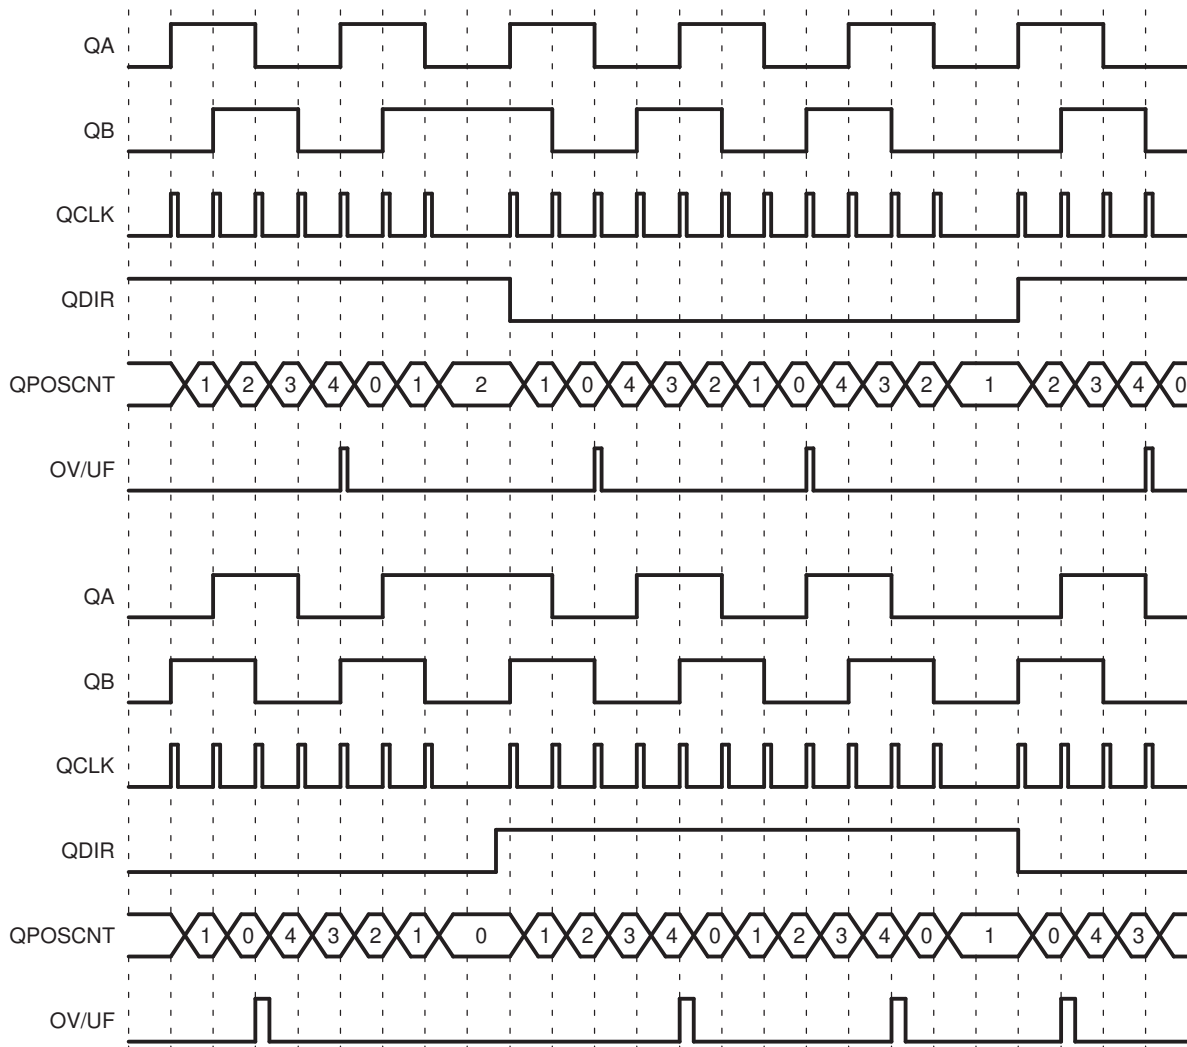 QA
QB
QCLK
QDIR
QPOSCNT 1 2 3 4 0 1 2 1 0 4 3 2 1 0 4 3 2 1 2 3 4 0
OV/UF
QA
QB
QCLK
QDIR
QPOSCNT 1 0 4 3 2 1 0 1 2 3 4 0 1 2 3 4 0 1 0 4 3
OV/UF